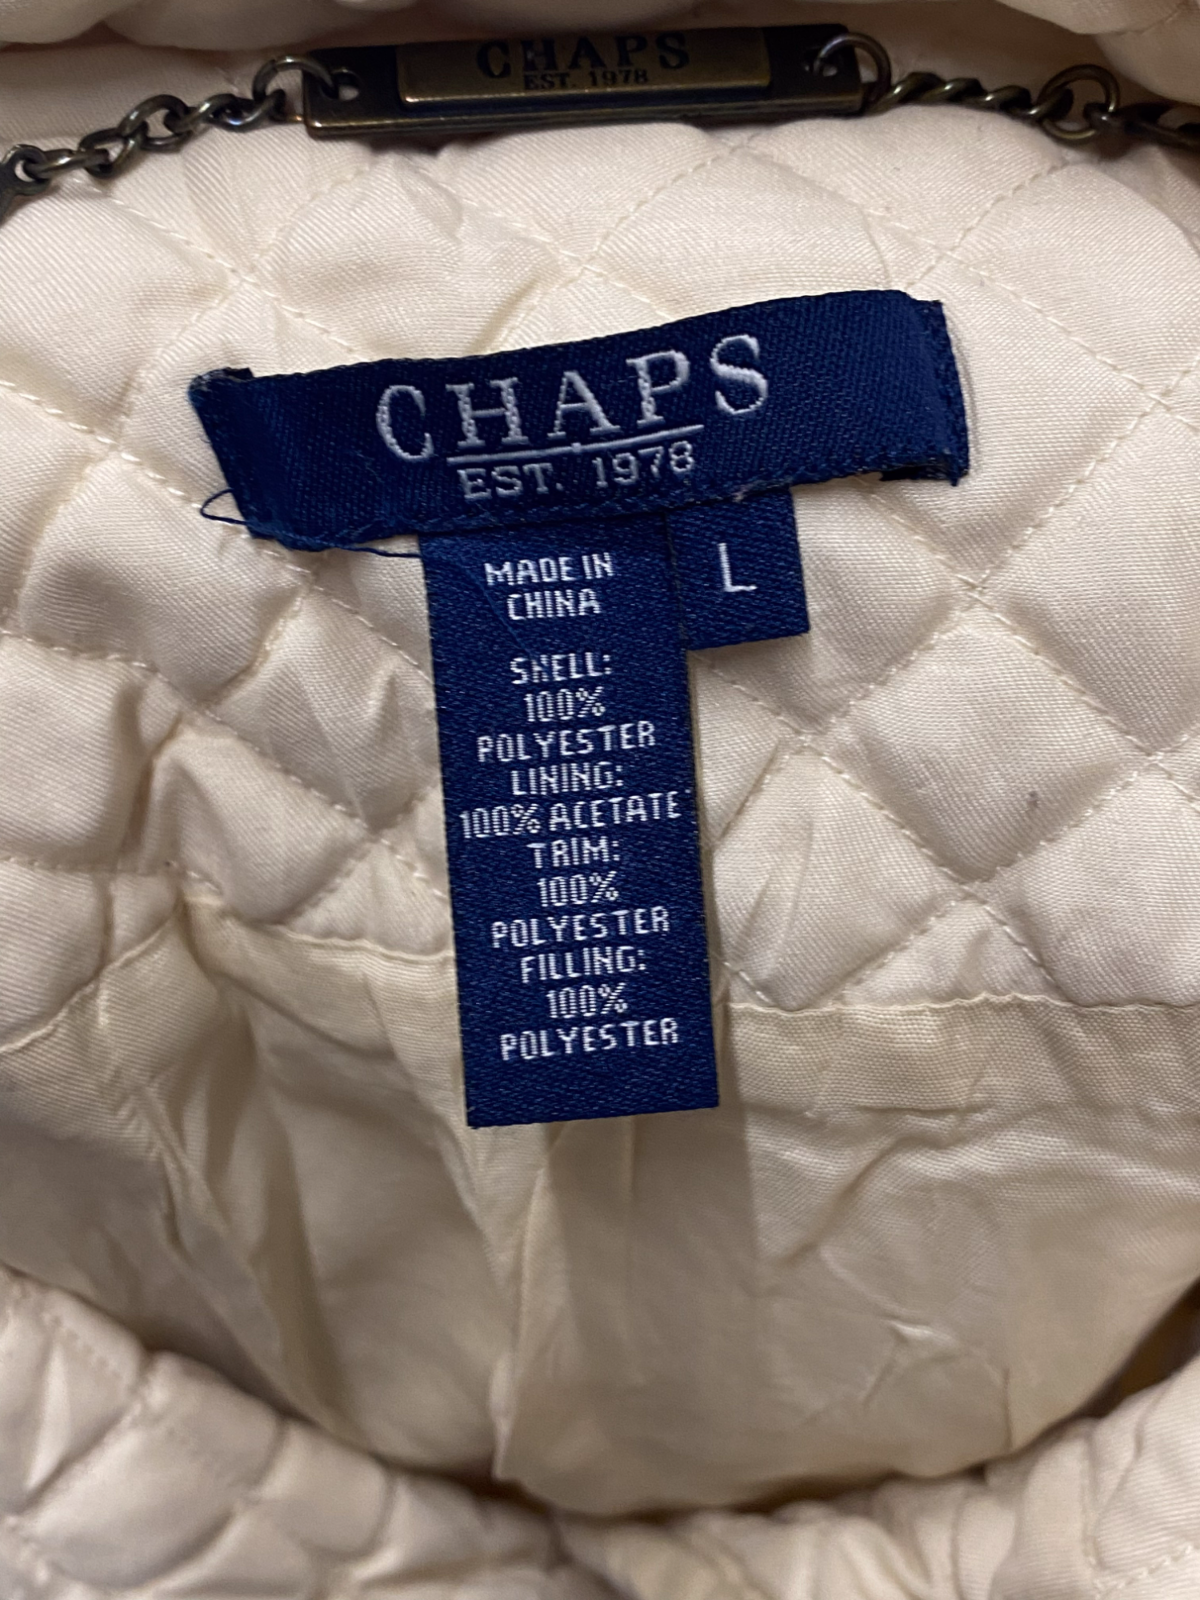 CHAPS
EST. 1978
CHAPS
EST. 1978
MADE IN
CHINA
L
SHELL:
100%
POLYESTER
LINING:
100% ACETATE
TRIM:
100%
POLYESTER
FILLING:
100%
POLYESTER